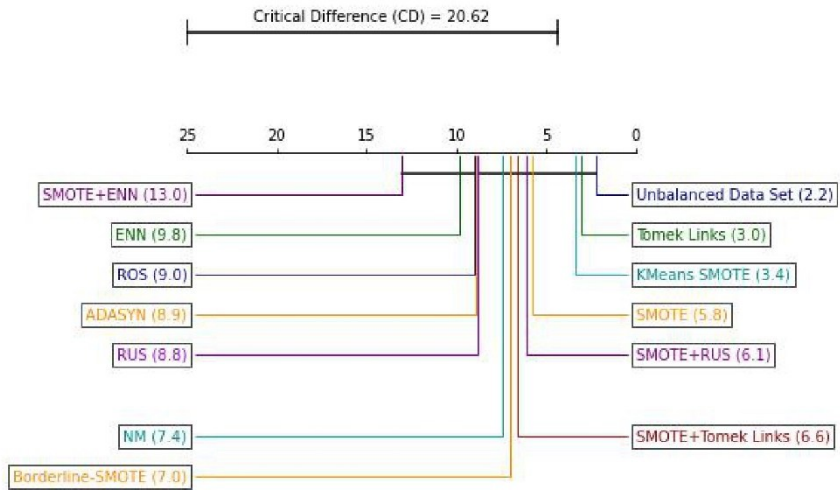 Critical Difference (CD) = 20.62
25 20 15 10 5 0
SMOTE+ENN (13.0)
Unbalanced Data Set (2.2)
ENN (9.8)
Tomek Links (3.0)
ROS (9.0)
KMeans SMOTE (3.4)
ADASYN (8.9)
SMOTE (5.8)
RUS (8.8)
SMOTE+RUS (6.1)
NM (7.4)
SMOTE+Tomek Links (6.6)
Borderline-SMOTE (7.0)